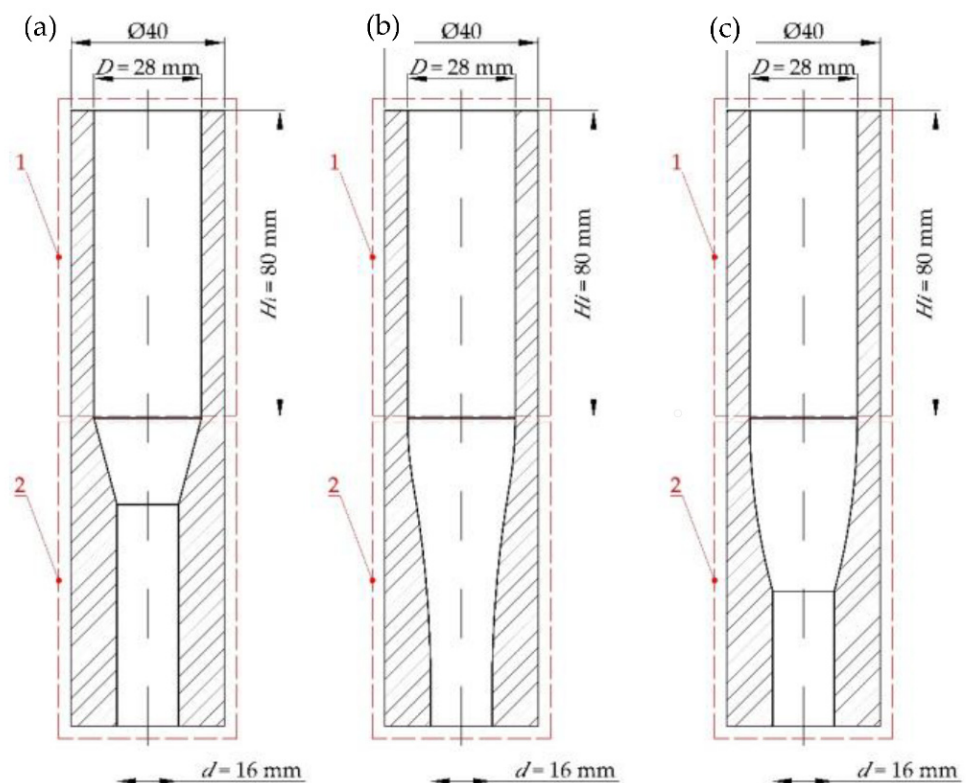 (a)
Ø40
D = 28 mm
1
Hi = 80 mm
2
d = 16 mm
(b)
Ø40
D = 28 mm
1
Hi = 80 mm
2
d = 16 mm
(c)
Ø40
D = 28 mm
1
Hi = 80 mm
2
d = 16 mm